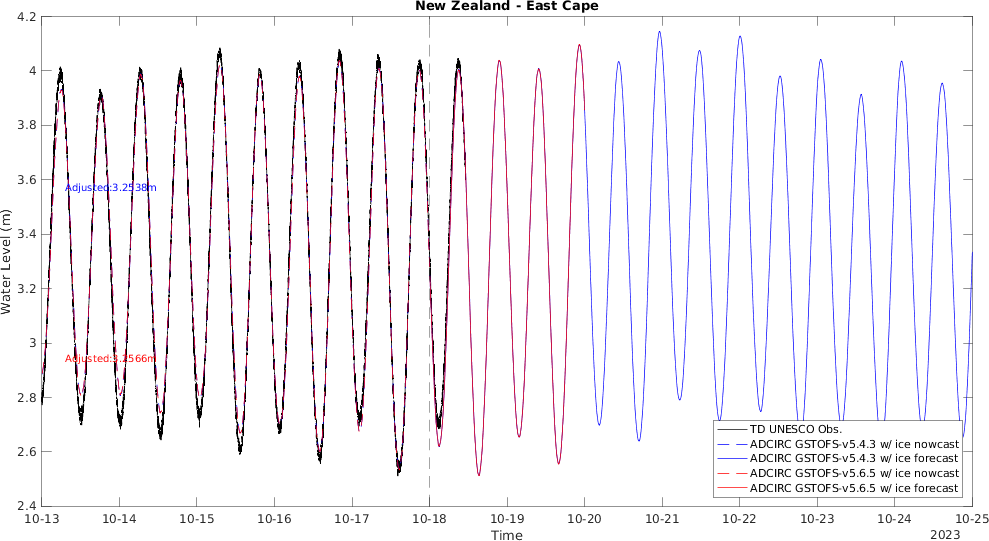 New Zealand - East Cape
4.2
4
3.8
3.6
3.4
3.2
3
2.8
2.6
2.4
Water Level (m)
Adjusted:3.2538m
Adjusted:3.2566m
TD UNESCO Obs.
ADCIRC GSTOFS-v5.4.3 w/ ice nowcast
ADCIRC GSTOFS-v5.4.3 w/ ice forecast
ADCIRC GSTOFS-v5.6.5 w/ ice nowcast
ADCIRC GSTOFS-v5.6.5 w/ ice forecast
10-13 10-14 10-15 10-16 10-17 10-18 10-19 10-20 10-21 10-22 10-23 10-24 10-25
Time
2023